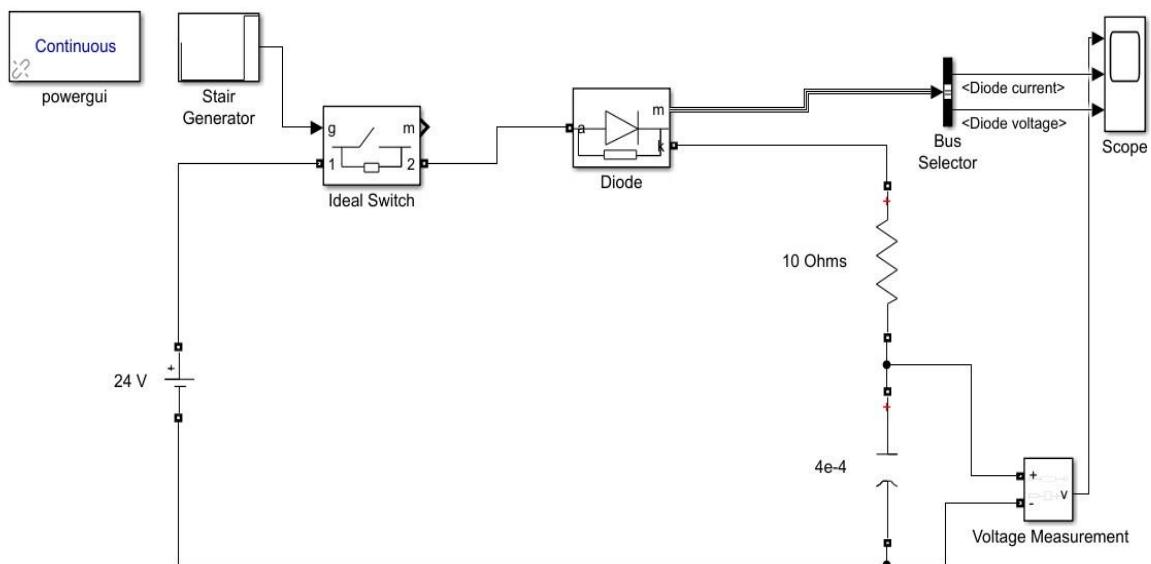 Continuous
powergui
Stair
Generator
g
m
1
2
Ideal Switch
a
m
k
Diode
<Diode current>
<Diode voltage>
Bus
Selector
Scope
10 Ohms
+
24 V
+
+
4e-4
+
-
v
Voltage Measurement